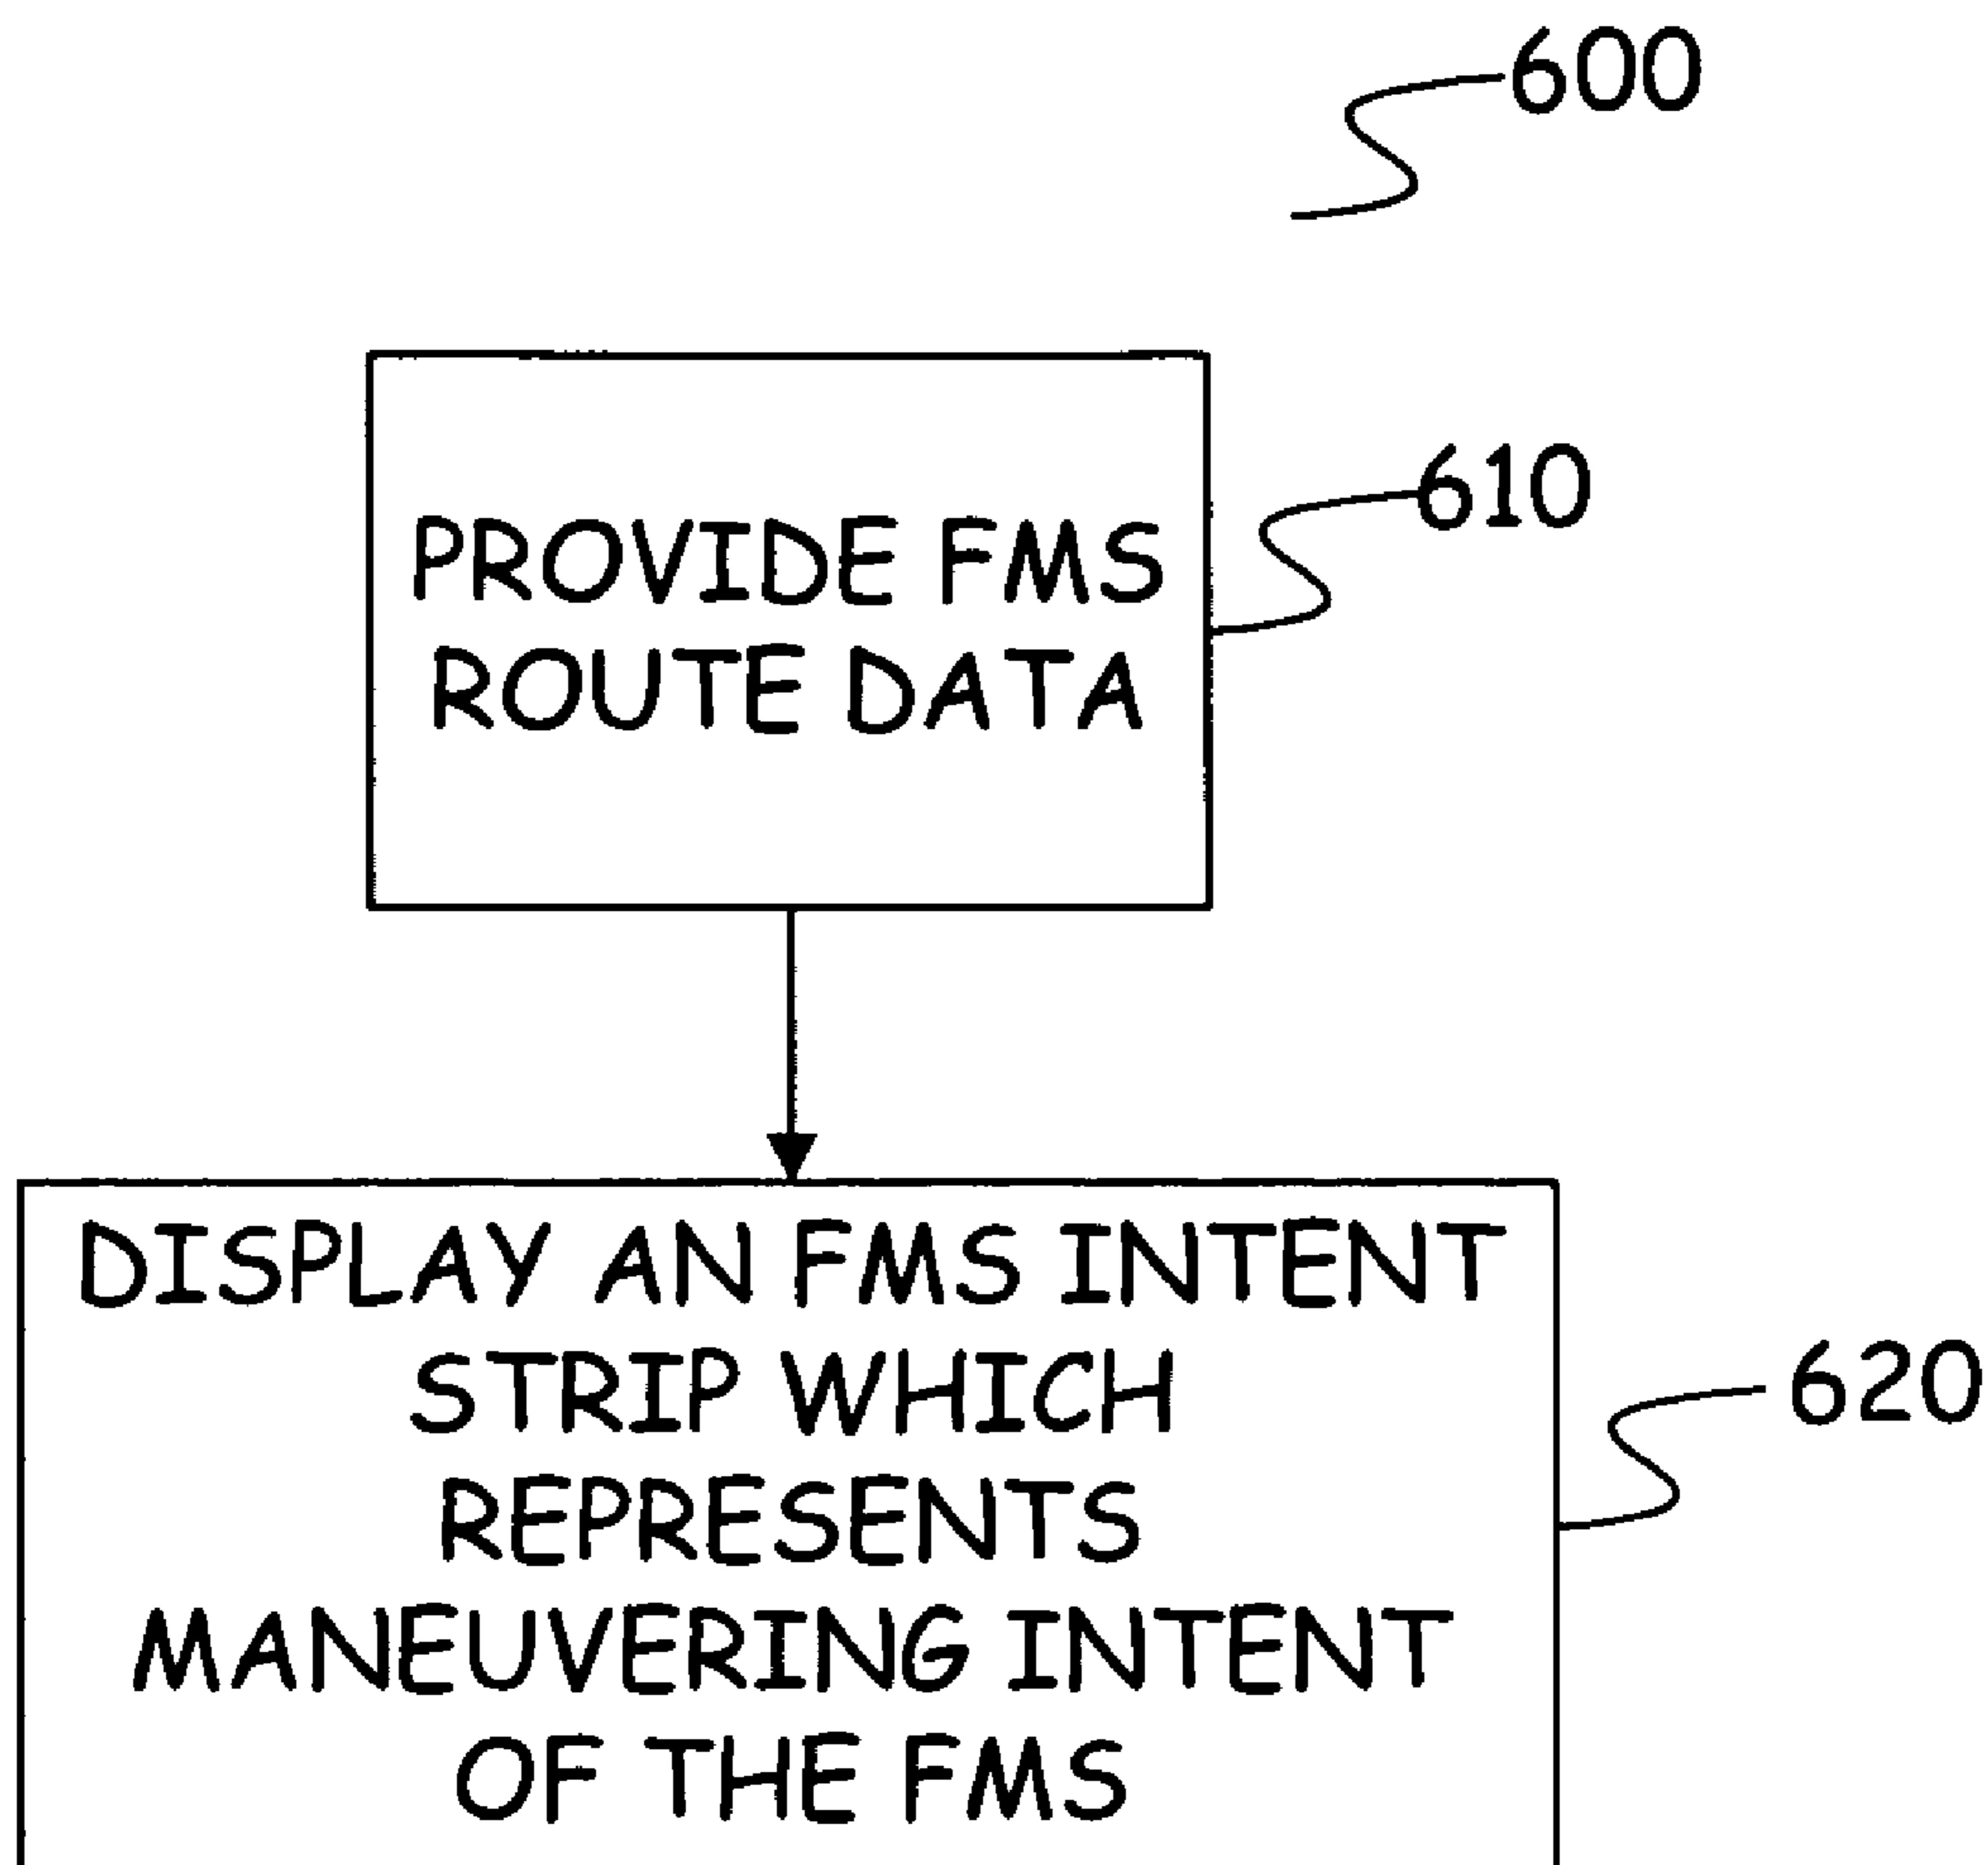 600
610
PROVIDE FMS
ROUTE DATA
DISPLAY AN FMS INTENT
STRIP WHICH
620
REPRESENTS
MANEUVERING INTENT
OF THE FMS